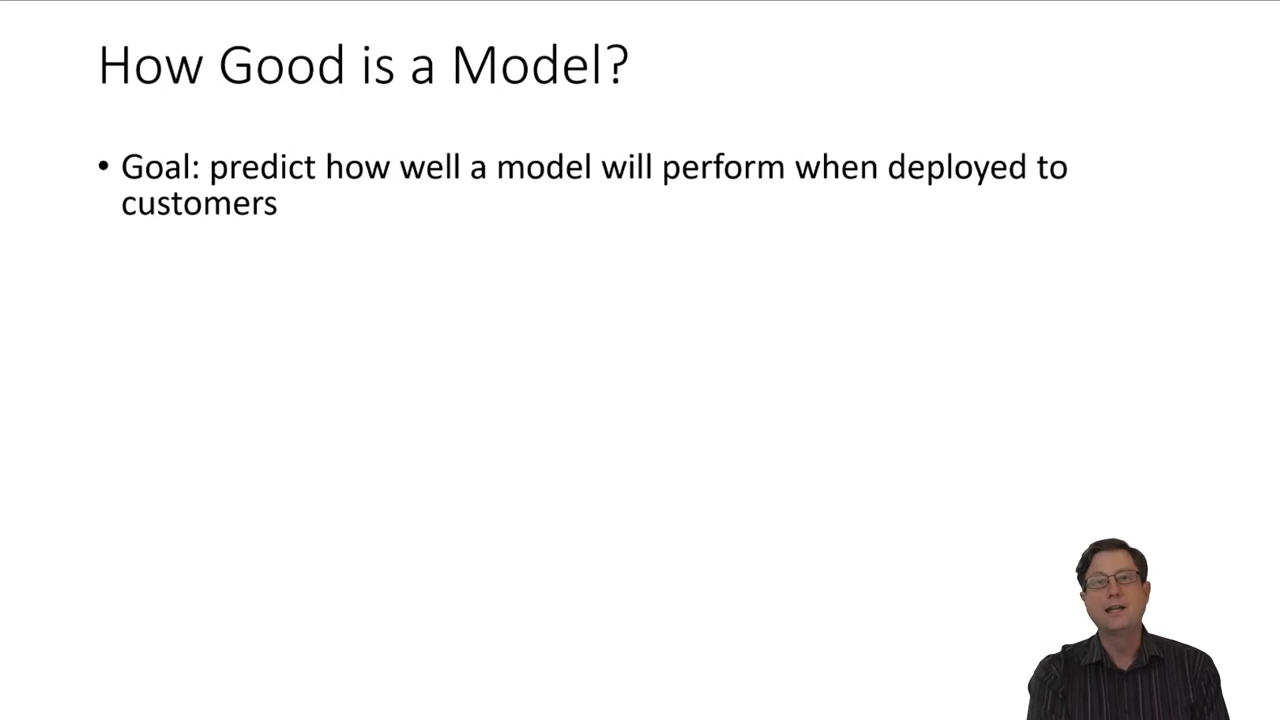 How Good is a Model?
• Goal: predict how well a model will perform when deployed to
customers